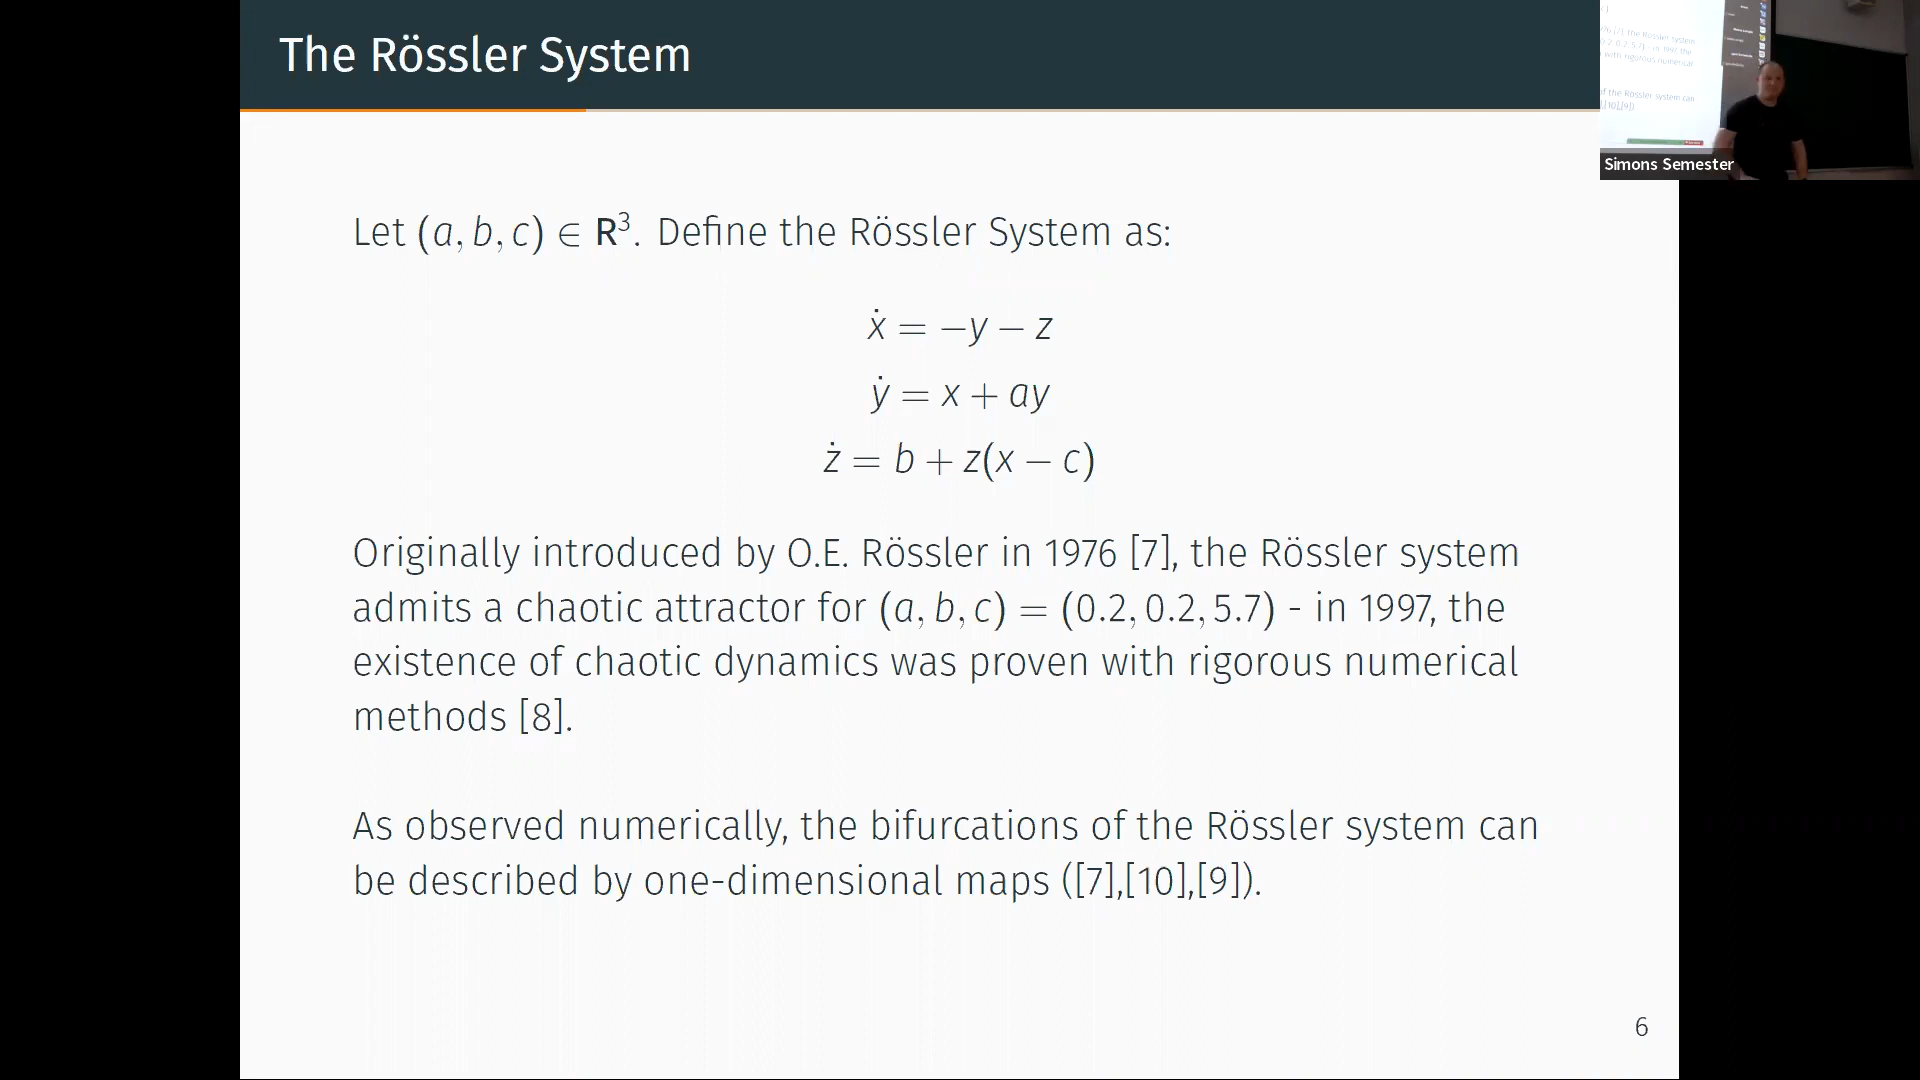 The Rössler System
Let (a, b, c) ∈ R³. Define the Rössler System as:
ẋ = −y − z
ẏ = x + ay
ż = b + z(x − c)
Originally introduced by O.E. Rössler in 1976 [7], the Rössler system
admits a chaotic attractor for (a, b, c) = (0.2, 0.2, 5.7) - in 1997, the
existence of chaotic dynamics was proven with rigorous numerical
methods [8].
As observed numerically, the bifurcations of the Rössler system can
be described by one-dimensional maps ([7],[10],[9]).
6
Simons Semester